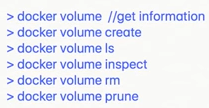 > docker volume  //get information
> docker volume create
> docker volume ls
> docker volume inspect
> docker volume rm
> docker volume prune